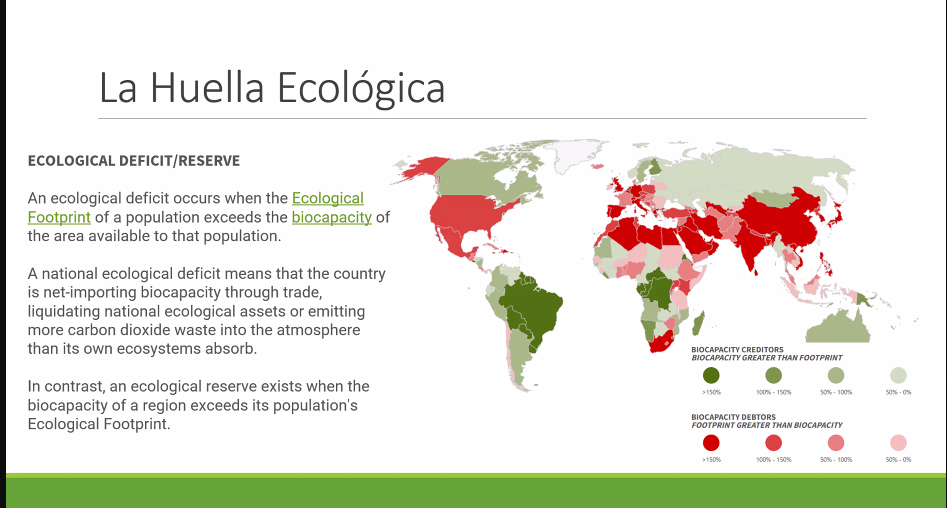 La Huella Ecológica
ECOLOGICAL DEFICIT/RESERVE
An ecological deficit occurs when the Ecological
Footprint of a population exceeds the biocapacity of
the area available to that population.
A national ecological deficit means that the country
is net-importing biocapacity through trade,
liquidating national ecological assets or emitting
more carbon dioxide waste into the atmosphere
than its own ecosystems absorb.
In contrast, an ecological reserve exists when the
biocapacity of a region exceeds its population's
Ecological Footprint.
BIOCAPACITY CREDITORS
BIOCAPACITY GREATER THAN FOOTPRINT
>150% 100% - 150% 50% - 100% 50% - 0%
BIOCAPACITY DEBTORS
FOOTPRINT GREATER THAN BIOCAPACITY
>150% 100% - 150% 50% - 100% 50% - 0%